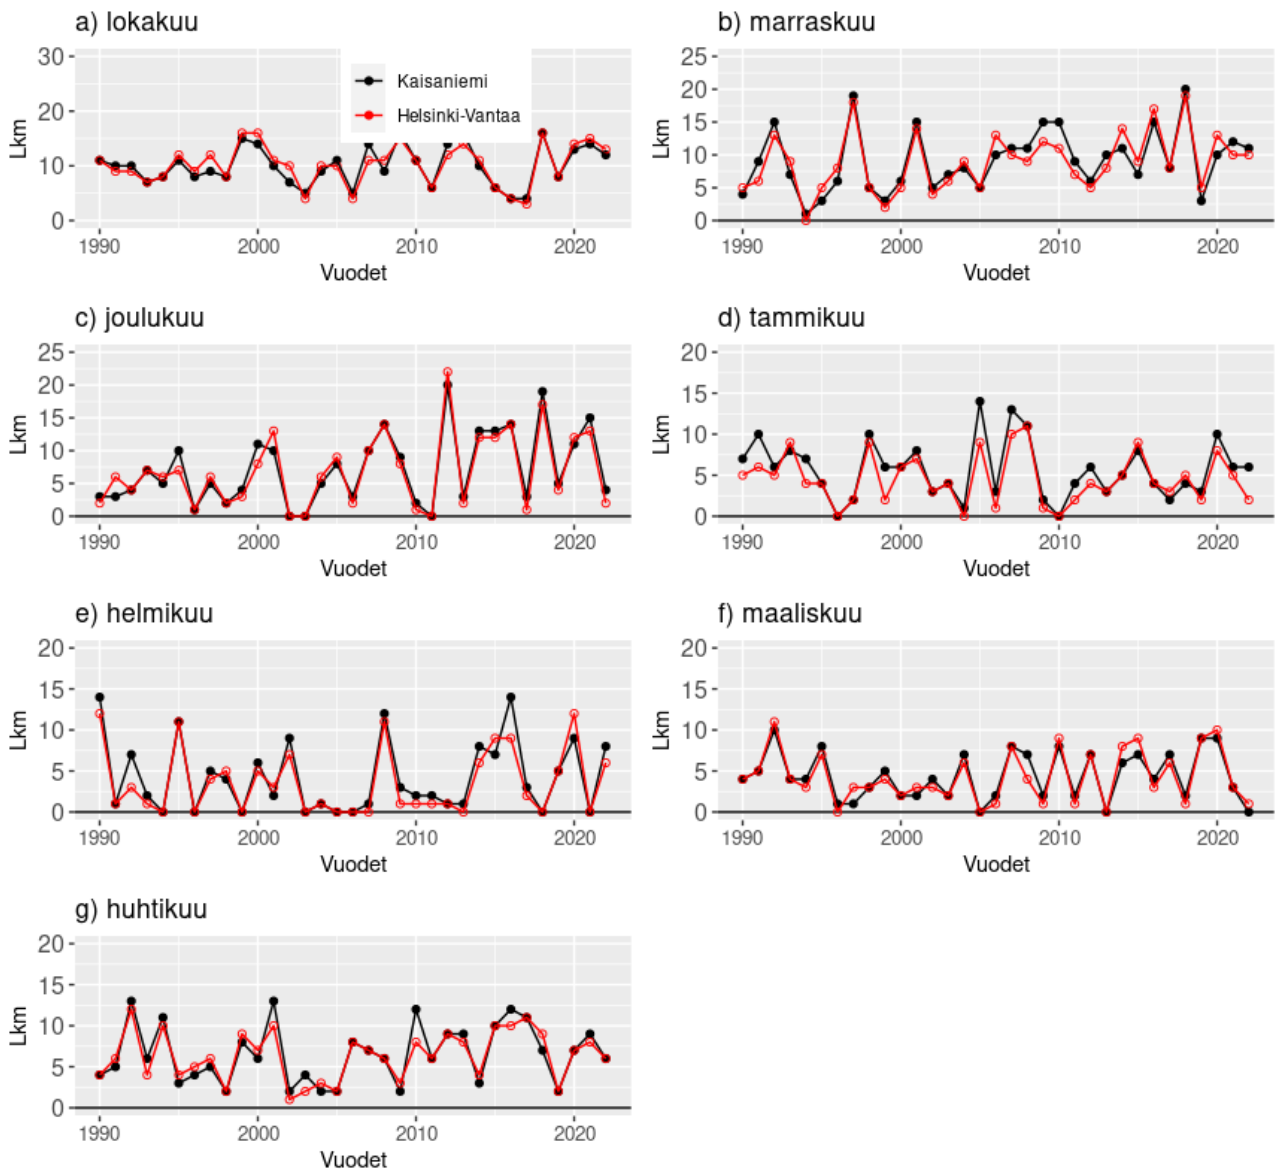 a) lokakuu
Lkm
30
20
10
0
Kaisaniemi
Helsinki-Vantaa
1990 2000 2010 2020
Vuodet
b) marraskuu
Lkm
25
20
15
10
5
0
1990 2000 2010 2020
Vuodet
c) joulukuu
Lkm
25
20
15
10
5
0
1990 2000 2010 2020
Vuodet
d) tammikuu
Lkm
20
15
10
5
0
1990 2000 2010 2020
Vuodet
e) helmikuu
Lkm
20
15
10
5
0
1990 2000 2010 2020
Vuodet
f) maaliskuu
Lkm
20
15
10
5
0
1990 2000 2010 2020
Vuodet
g) huhtikuu
Lkm
20
15
10
5
0
1990 2000 2010 2020
Vuodet